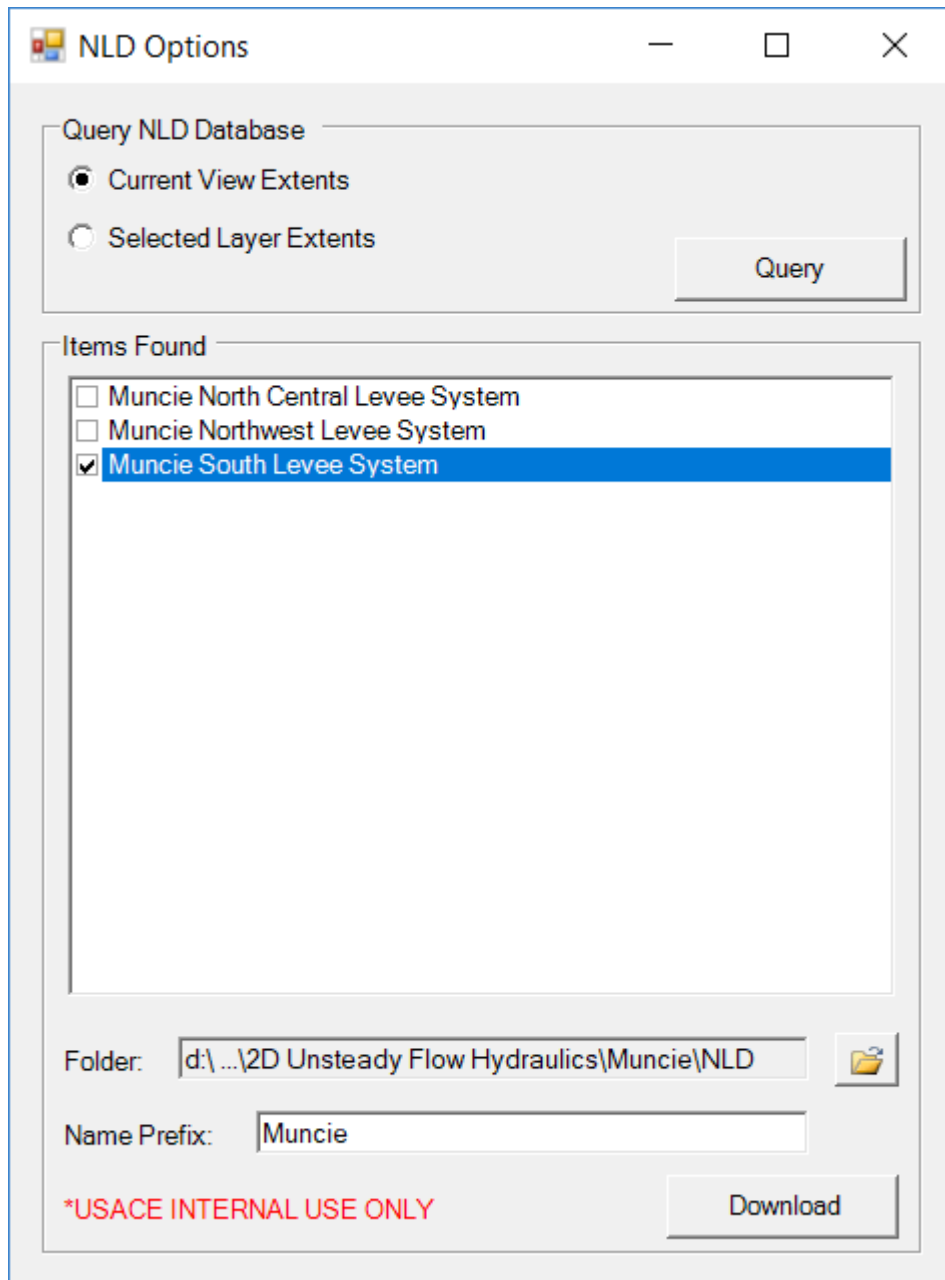 NLD Options
Query NLD Database
Current View Extents
Selected Layer Extents
Query
Items Found
Muncie North Central Levee System
Muncie Northwest Levee System
Muncie South Levee System
Folder: d:\ ...\2D Unsteady Flow Hydraulics\Muncie\NLD
Name Prefix: Muncie
*USACE INTERNAL USE ONLY Download